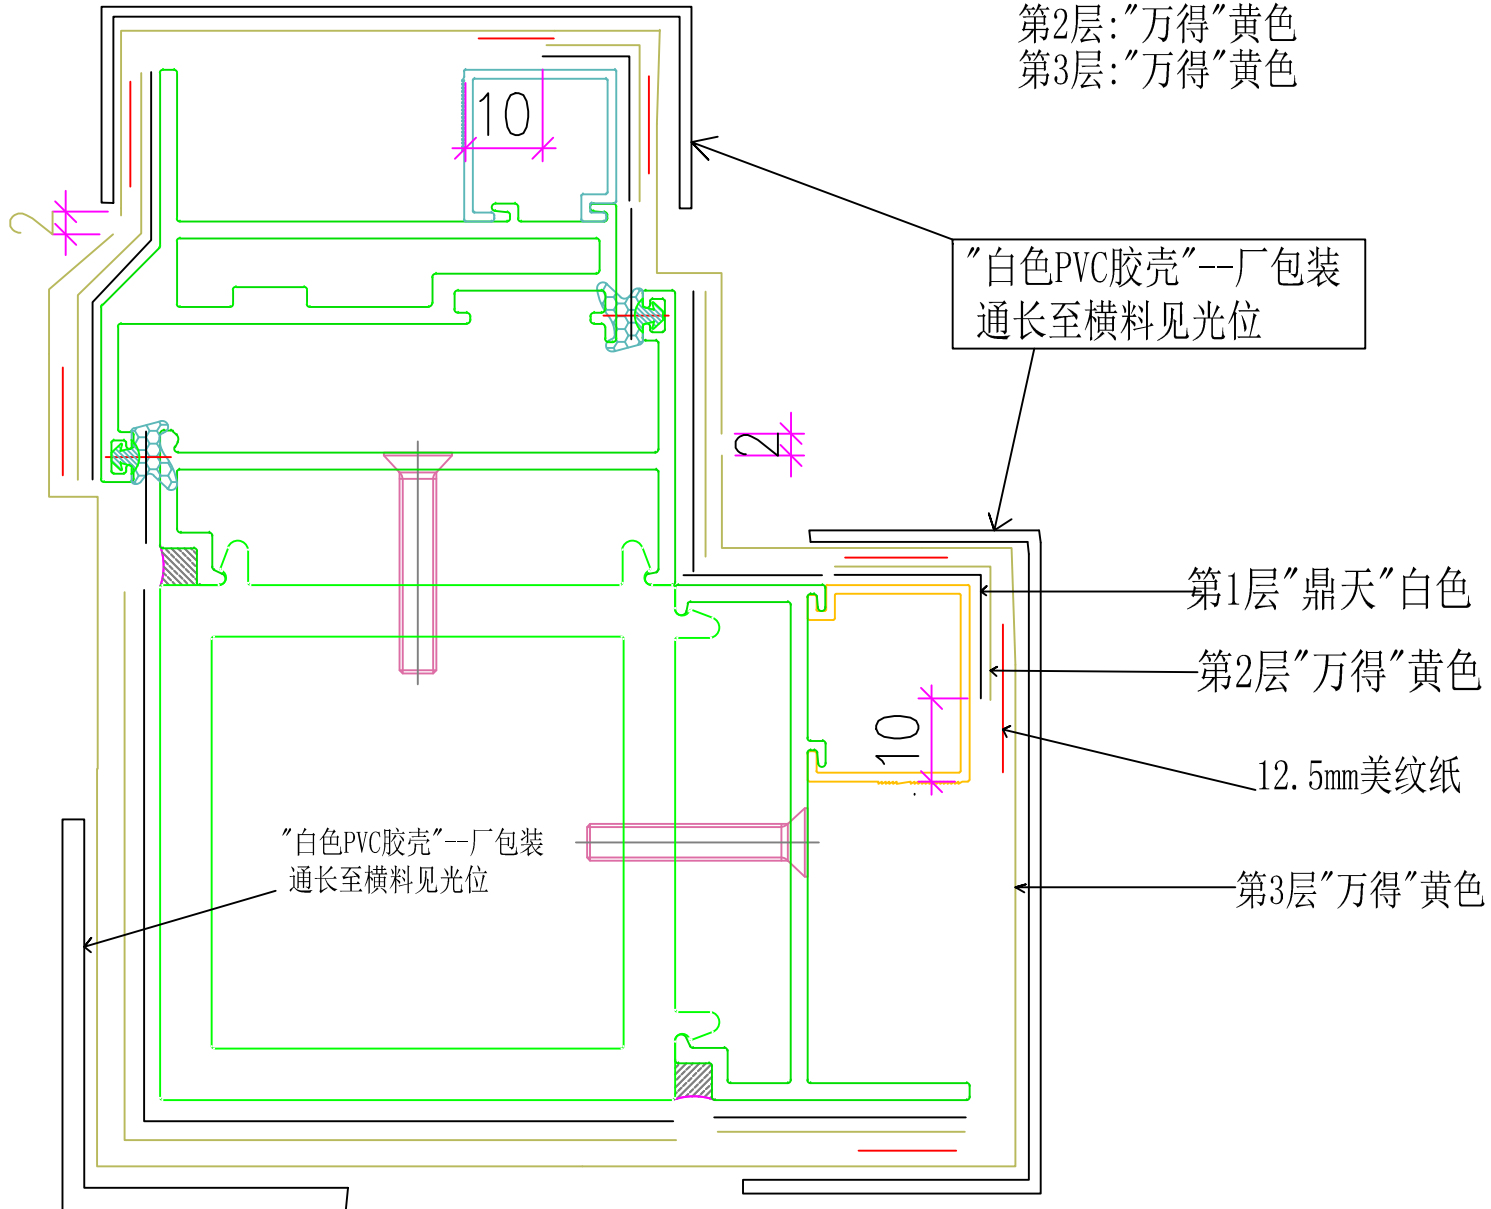 第2层:"万得"黄色
第3层:"万得"黄色
10
2
"白色PVC胶壳"--厂包装
通长至横料见光位
2
第1层"鼎天"白色
第2层"万得"黄色
10
12.5mm美纹纸
"白色PVC胶壳"--厂包装
通长至横料见光位
第3层"万得"黄色